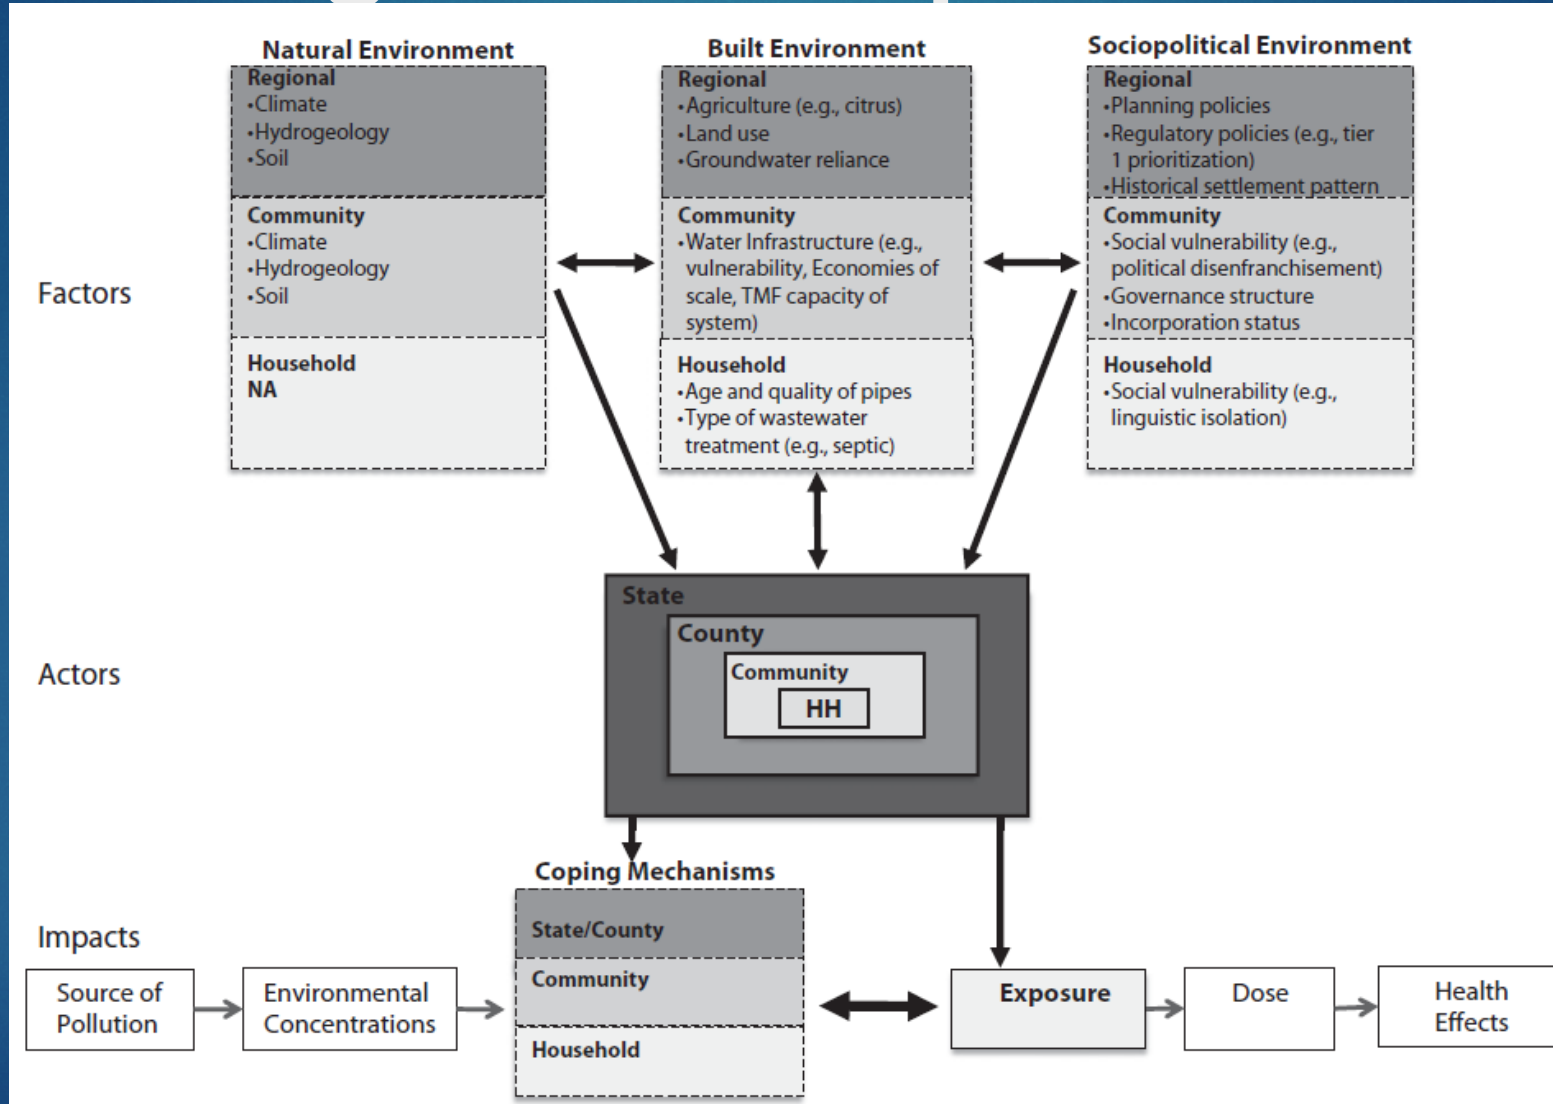 Natural Environment
Regional
•Climate
•Hydrogeology
•Soil
Community
•Climate
•Hydrogeology
•Soil
Household
NA
Built Environment
Regional
•Agriculture (e.g., citrus)
•Land use
•Groundwater reliance
Community
•Water Infrastructure (e.g.,
vulnerability, Economies of
scale, TMF capacity of
system)
Household
•Age and quality of pipes
•Type of wastewater
treatment (e.g., septic)
Sociopolitical Environment
Regional
•Planning policies
•Regulatory policies (e.g., tier
1 prioritization)
•Historical settlement pattern
Community
•Social vulnerability (e.g.,
political disenfranchisement)
•Governance structure
•Incorporation status
Household
•Social vulnerability (e.g.,
linguistic isolation)
Factors
Actors
State
County
Community
HH
Impacts
Source of
Pollution
Environmental
Concentrations
Coping Mechanisms
State/County
Community
Household
Exposure
Dose
Health
Effects